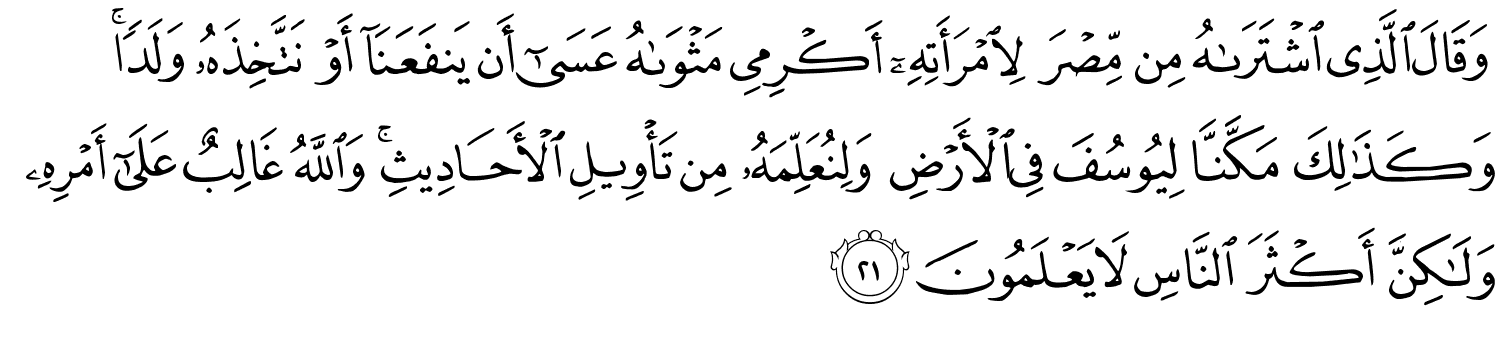 وَقَالَ ٱلَّذِى ٱشْتَرَىٰهُ مِن مِّصْرَ لِٱمْرَأَتِهِۦٓ أَكْرِمِى مَثْوَىٰهُ عَسَىٰٓ أَن يَنفَعَنَآ أَوْ نَتَّخِذَهُۥ وَلَدًا ۚ
وَكَذَٰلِكَ مَكَّنَّا لِيُوسُفَ فِى ٱلْأَرْضِ وَلِنُعَلِّمَهُۥ مِن تَأْوِيلِ ٱلْأَحَادِيثِ ۚ وَٱللَّهُ غَالِبٌ عَلَىٰٓ أَمْرِهِۦ
وَلَـٰكِنَّ أَكْثَرَ ٱلنَّاسِ لَا يَعْلَمُونَ ٢١